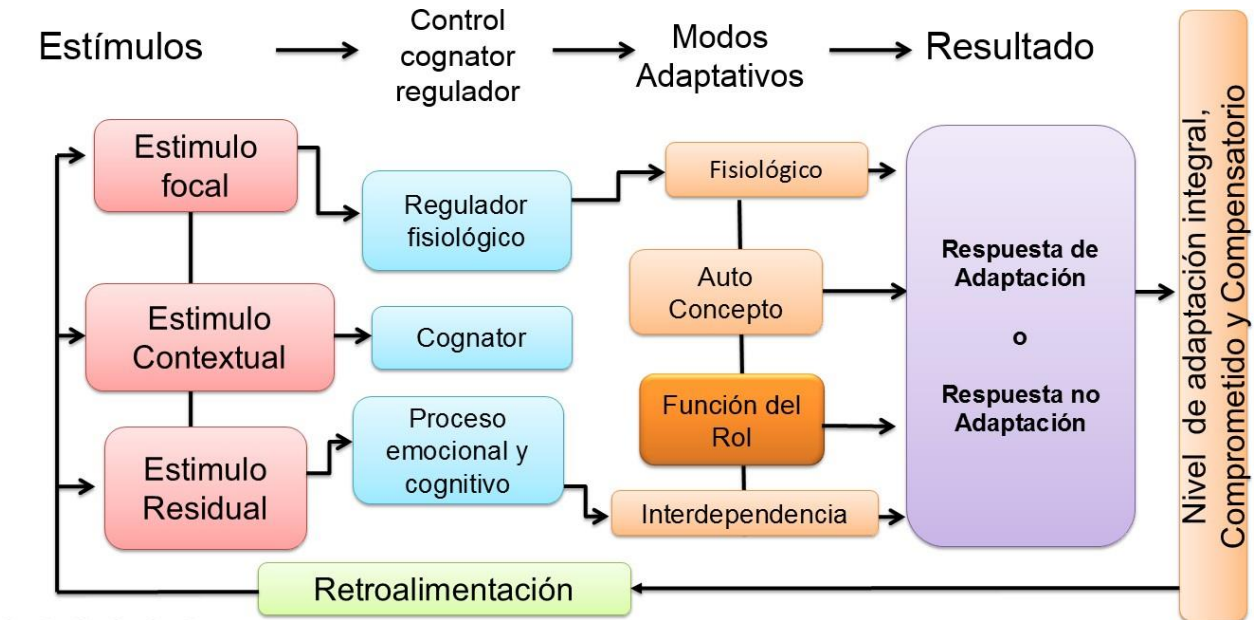 Estímulos
Control
cognator
regulador
Modos
Adaptativos
Resultado
Estimulo
focal
Estimulo
Contextual
Estimulo
Residual
Regulador
fisiológico
Cognator
Proceso
emocional y
cognitivo
Fisiológico
Auto
Concepto
Función del
Rol
Interdependencia
Respuesta de
Adaptación
o
Respuesta no
Adaptación
Nivel de adaptación integral,
Comprometido y Compensatorio
Retroalimentación